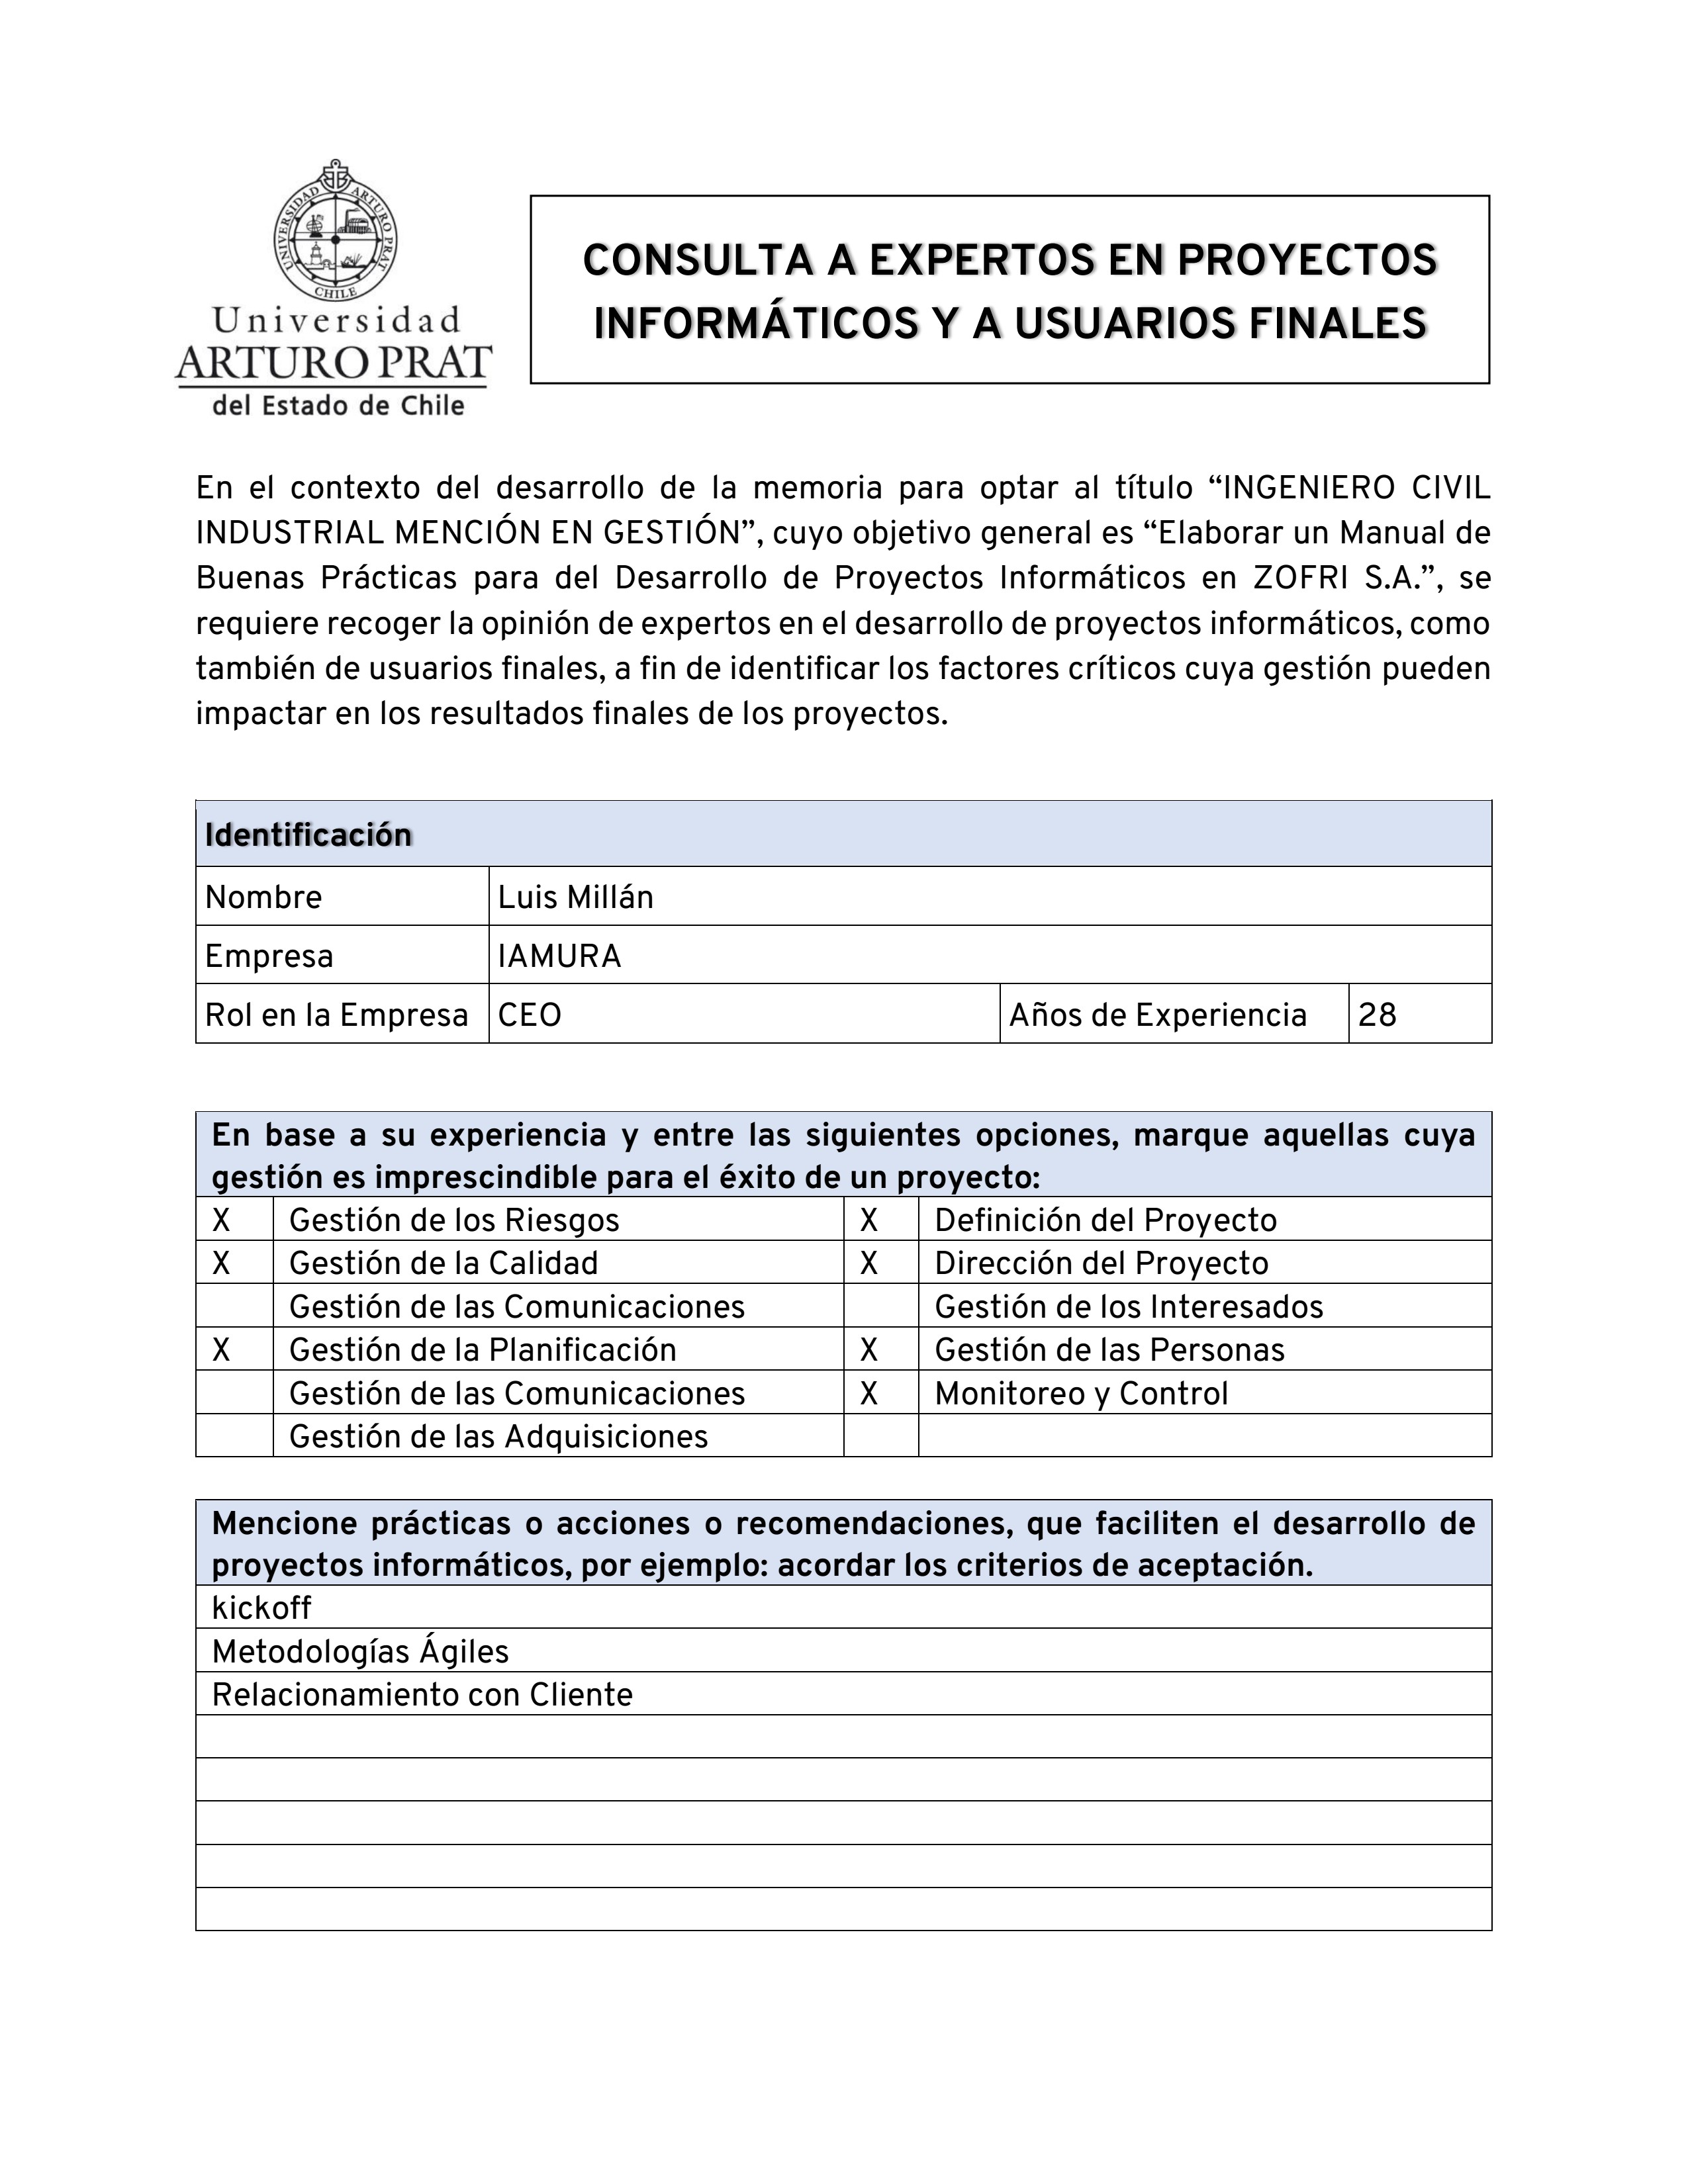 UNIVERSIDAD ARTURO PRAT
CHILE
Universidad
ARTURO PRAT
del Estado de Chile
CONSULTA A EXPERTOS EN PROYECTOS
INFORMÁTICOS Y A USUARIOS FINALES
En el contexto del desarrollo de la memoria para optar al título “INGENIERO CIVIL
INDUSTRIAL MENCIÓN EN GESTIÓN”, cuyo objetivo general es “Elaborar un Manual de
Buenas Prácticas para del Desarrollo de Proyectos Informáticos en ZOFRI S.A.”, se
requiere recoger la opinión de expertos en el desarrollo de proyectos informáticos, como
también de usuarios finales, a fin de identificar los factores críticos cuya gestión pueden
impactar en los resultados finales de los proyectos.
Identificación
Nombre Luis Millán
Empresa IAMURA
Rol en la Empresa CEO Años de Experiencia 28
En base a su experiencia y entre las siguientes opciones, marque aquellas cuya
gestión es imprescindible para el éxito de un proyecto:
X Gestión de los Riesgos X Definición del Proyecto
X Gestión de la Calidad X Dirección del Proyecto
Gestión de las Comunicaciones Gestión de los Interesados
X Gestión de la Planificación X Gestión de las Personas
Gestión de las Comunicaciones X Monitoreo y Control
Gestión de las Adquisiciones
Mencione prácticas o acciones o recomendaciones, que faciliten el desarrollo de
proyectos informáticos, por ejemplo: acordar los criterios de aceptación.
kickoff
Metodologías Ágiles
Relacionamiento con Cliente